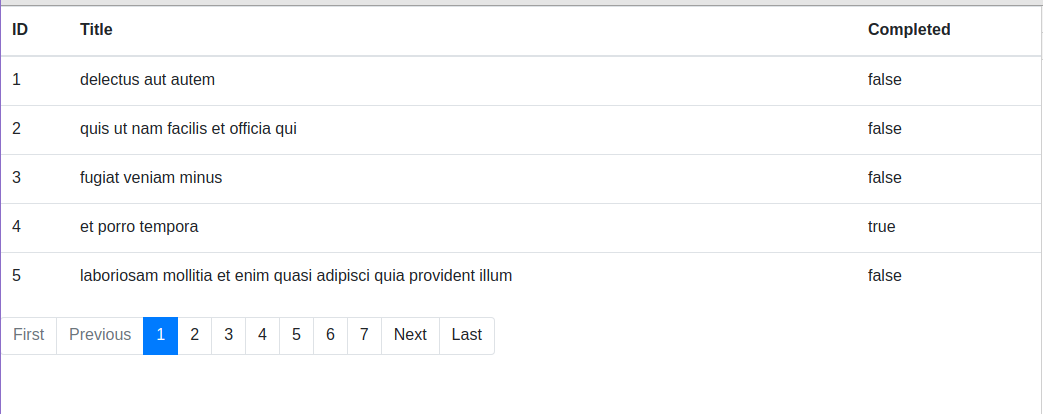 ID Title Completed
1 delectus aut autem false
2 quis ut nam facilis et officia qui false
3 fugiat veniam minus false
4 et porro tempora true
5 laboriosam mollitia et enim quasi adipisci quia provident illum false
First Previous 1 2 3 4 5 6 7 Next Last